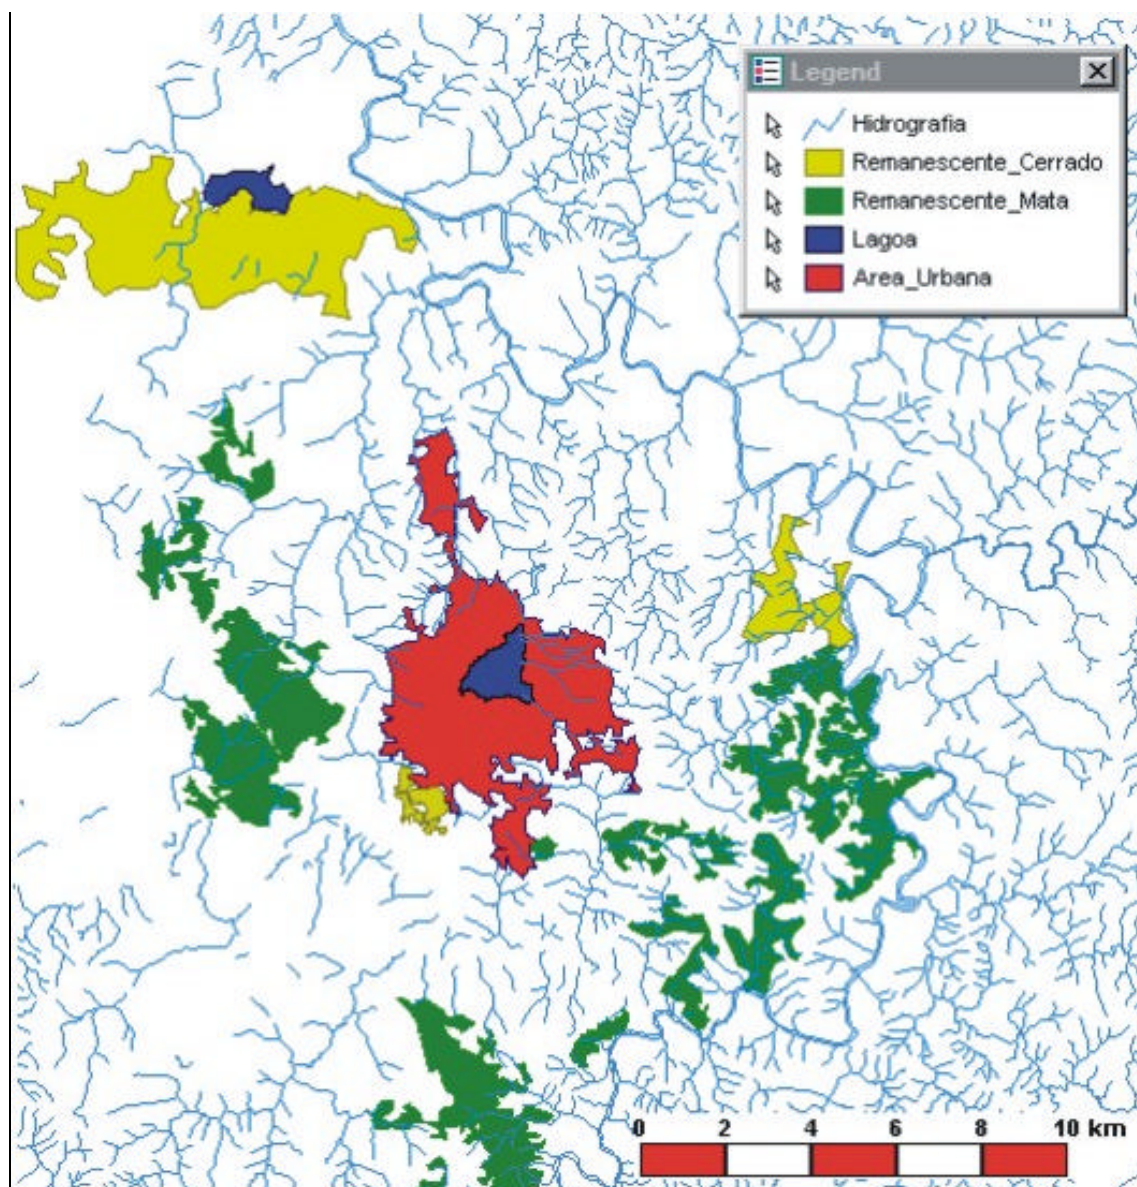 Legend
Hidrografia
Remanescente_Cerrado
Remanescente_Mata
Lagoa
Area_Urbana
0 2 4 6 8 10 km